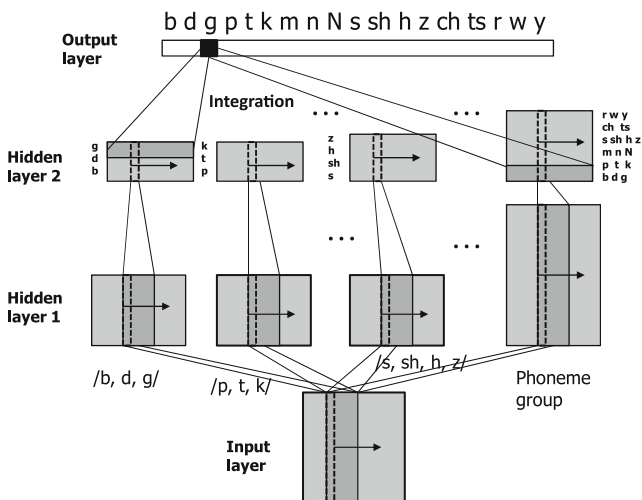 b d g p t k m n N s sh h z ch ts r w y
Output
layer
Integration
...
...
Hidden
layer 2
g
d
b
k
t
p
z
h
sh
s
r w y
ch ts
s sh h z
m n N
p t k
b d g
...
...
Hidden
layer 1
/b, d, g/
/p, t, k/
/s, sh, h, z/
Phoneme
group
Input
layer